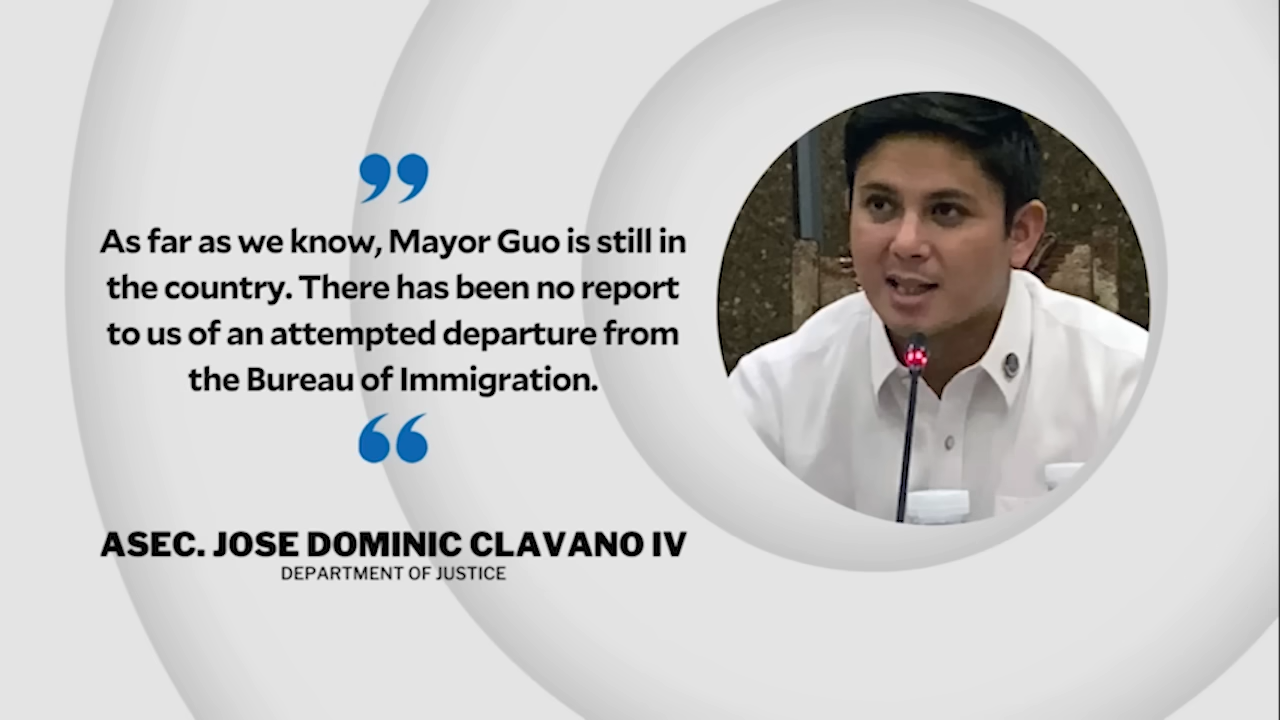 ”
As far as we know, Mayor Guo is still in
the country. There has been no report
to us of an attempted departure from
the Bureau of Immigration.
“
ASEC. JOSE DOMINIC CLAVANO IV
DEPARTMENT OF JUSTICE